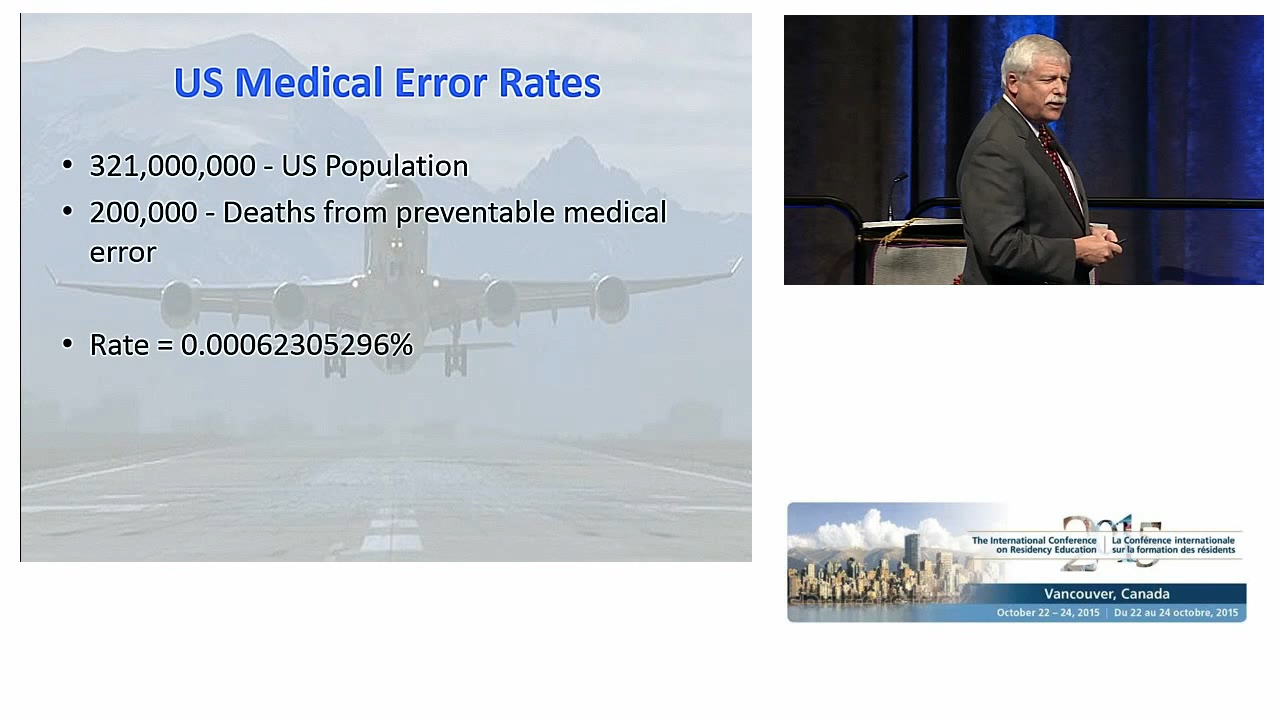 US Medical Error Rates
• 321,000,000 - US Population
• 200,000 - Deaths from preventable medical
error
• Rate = 0.00062305296%
2015
The International Conference
on Residency Education
La Conférence internationale
sur la formation des résidents
Vancouver, Canada
October 22 – 24, 2015 | Du 22 au 24 octobre, 2015